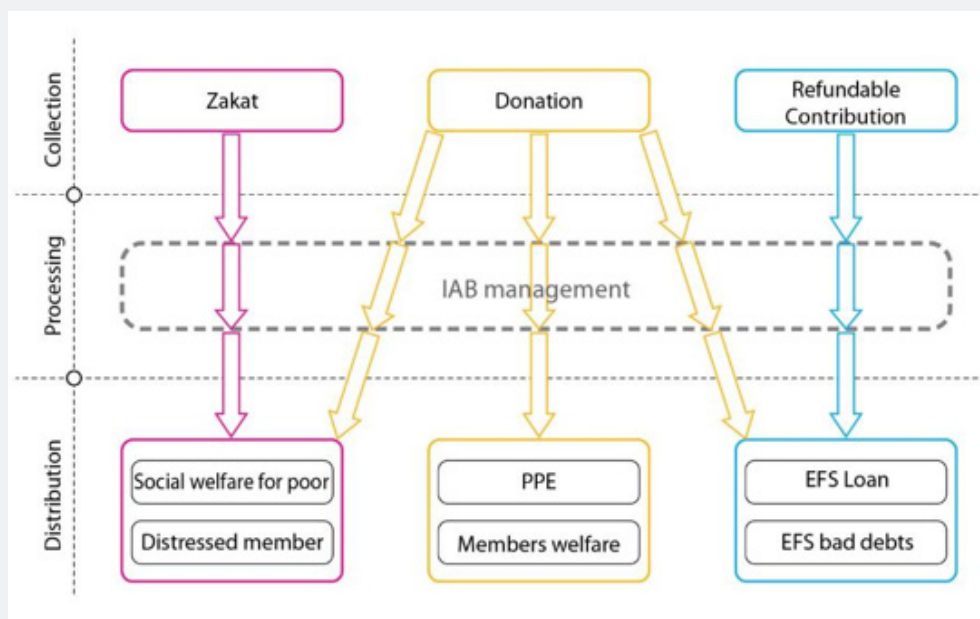 Collection
Zakat
Donation
Refundable
Contribution
Processing
IAB management
Distribution
Social welfare for poor
PPE
EFS Loan
Distressed member
Members welfare
EFS bad debts